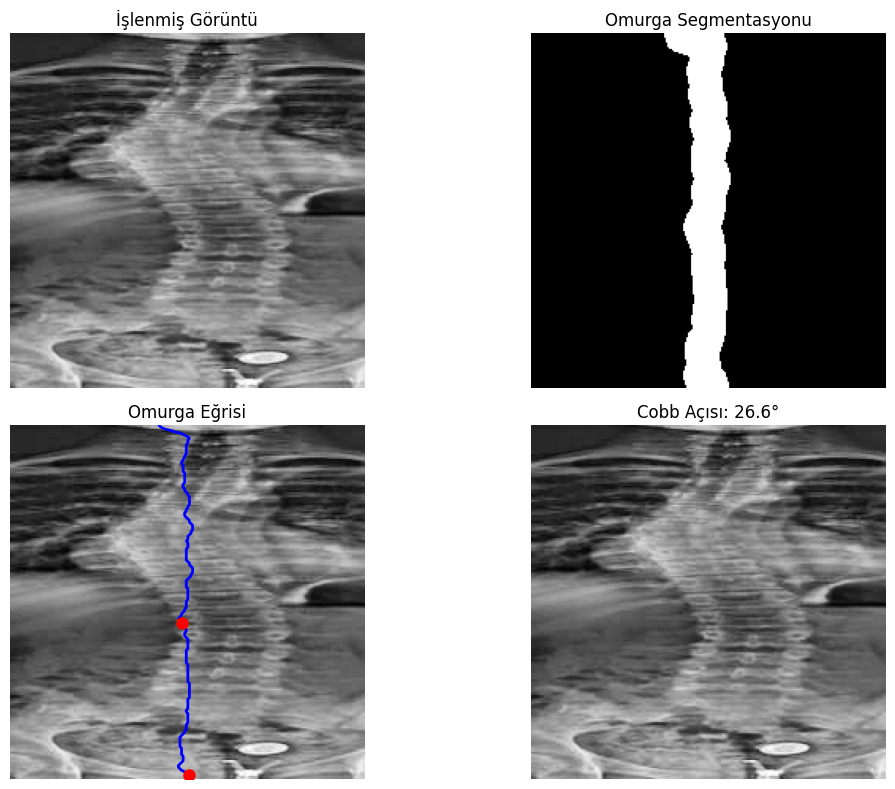 İşlenmiş Görüntü
Omurga Segmentasyonu
Omurga Eğrisi
Cobb Açısı: 26.6°